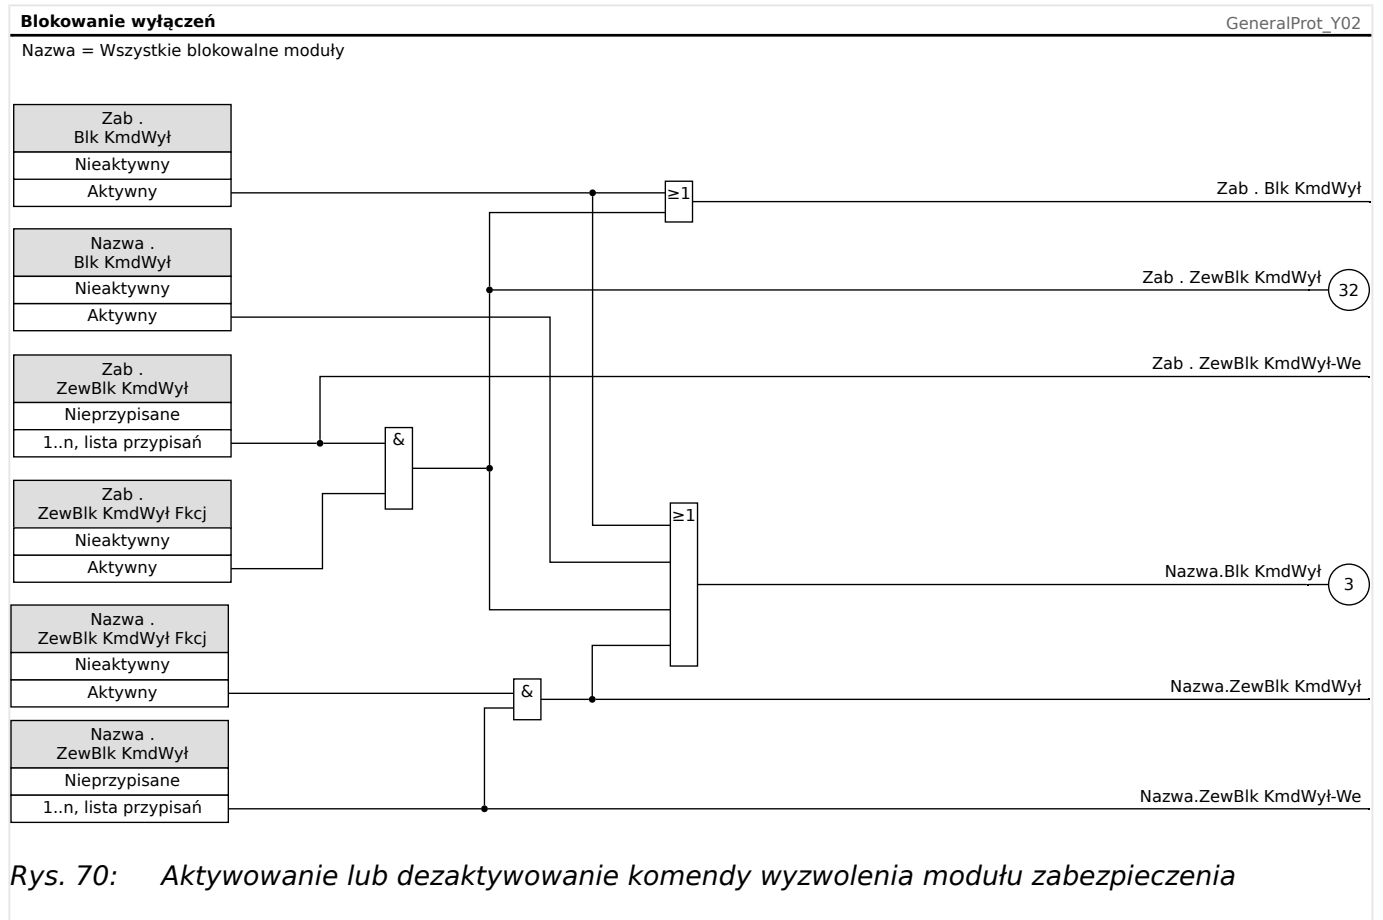 Blokowanie wyłączeń
GeneralProt_Y02
Nazwa = Wszystkie blokowalne moduły
Zab .
Blk KmdWył
Nieaktywny
Aktywny
≥1
Zab . Blk KmdWył
Nazwa .
Blk KmdWył
Nieaktywny
Aktywny
Zab . ZewBlk KmdWył
32
Zab .
ZewBlk KmdWył
Nieprzypisane
1..n, lista przypisań
Zab . ZewBlk KmdWył-We
&
Zab .
ZewBlk KmdWył Fkcj
Nieaktywny
Aktywny
≥1
Nazwa.Blk KmdWył
3
Nazwa .
ZewBlk KmdWył Fkcj
Nieaktywny
Aktywny
&
Nazwa.ZewBlk KmdWył
Nazwa .
ZewBlk KmdWył
Nieprzypisane
1..n, lista przypisań
Nazwa.ZewBlk KmdWył-We
Rys. 70: Aktywowanie lub dezaktywowanie komendy wyzwolenia modułu zabezpieczenia